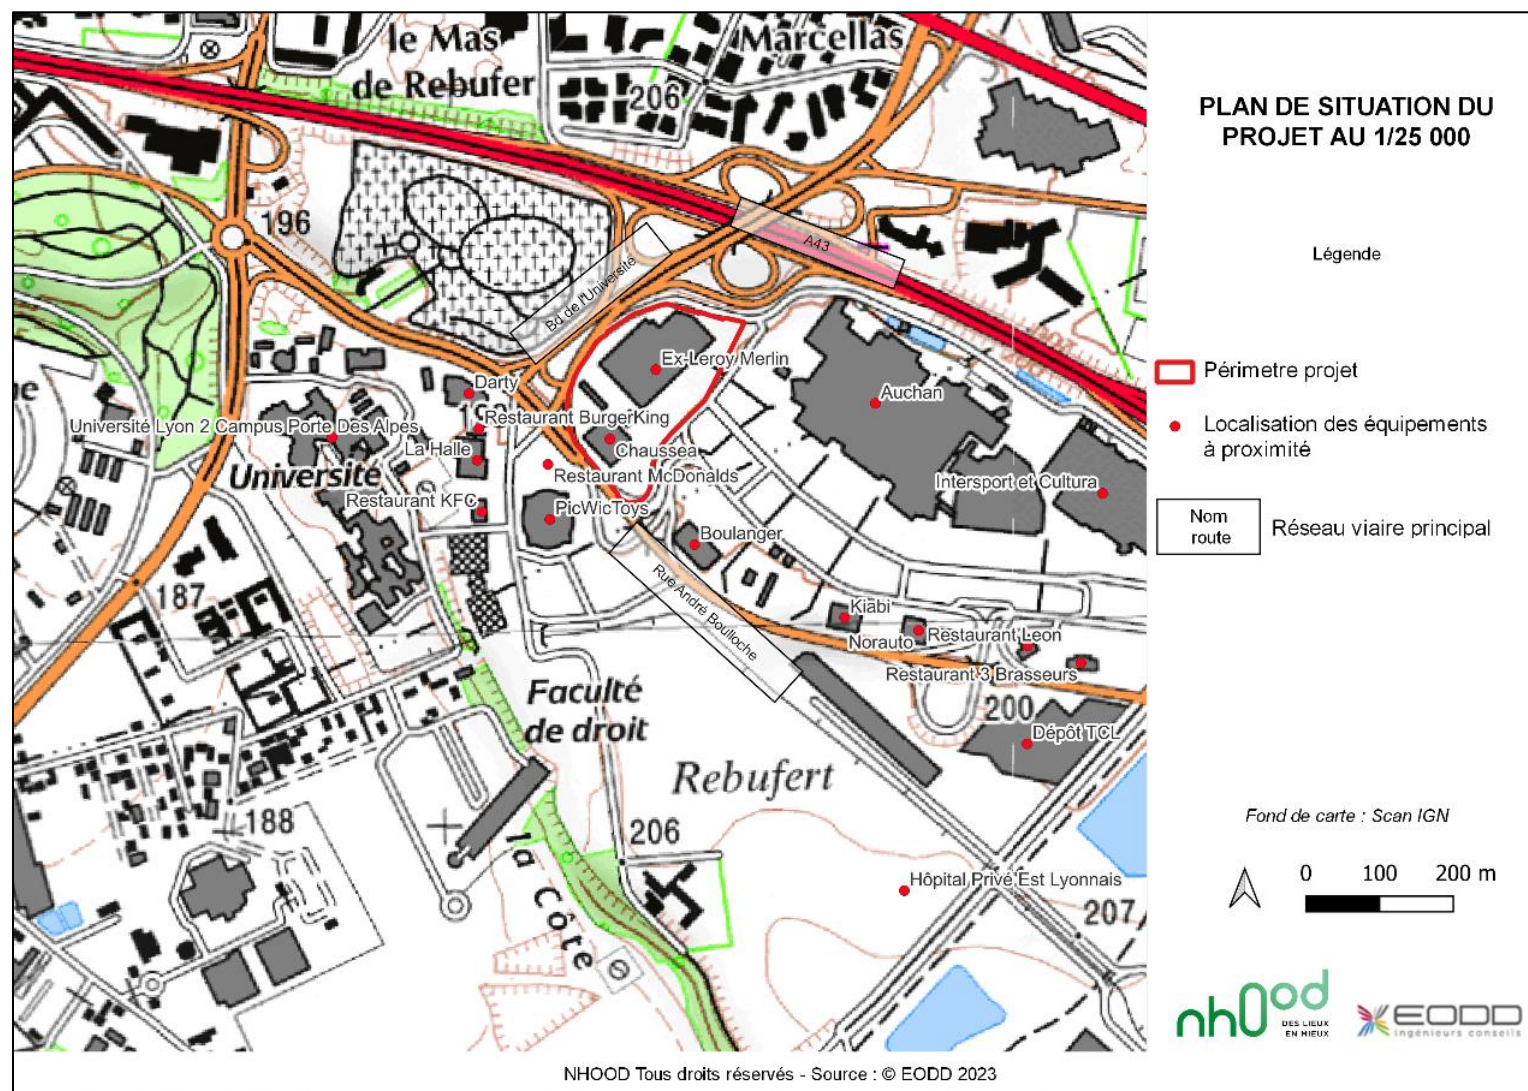 le Mas
de Rebufer
Marcellas
206
196
A43
Bd de l'Universite
Ex-Leroy Merlin
Darty
Auchan
Restaurant BurgerKing
Université Lyon 2 Campus Porte Des Alpes
La Halle
Chaussea
Université
Restaurant McDonalds
Intersport et Cultura
Restaurant KFC
PicWicToys
Boulanger
187
Rue André Boulloche
Kiabi
Norauto
Restaurant Leon
Restaurant 3 Brasseurs
Faculté
de droit
200
Dépôt TCL
Rebufert
188
206
la Côte
Hôpital Privé Est Lyonnais
207
PLAN DE SITUATION DU
PROJET AU 1/25 000
Légende
Périmetre projet
Localisation des équipements
à proximité
Nom
route
Réseau viaire principal
Fond de carte : Scan IGN
0 100 200 m
nhood
DES LIEUX
EN MIEUX
EODD
ingénieurs conseils
NHOOD Tous droits réservés - Source : © EODD 2023